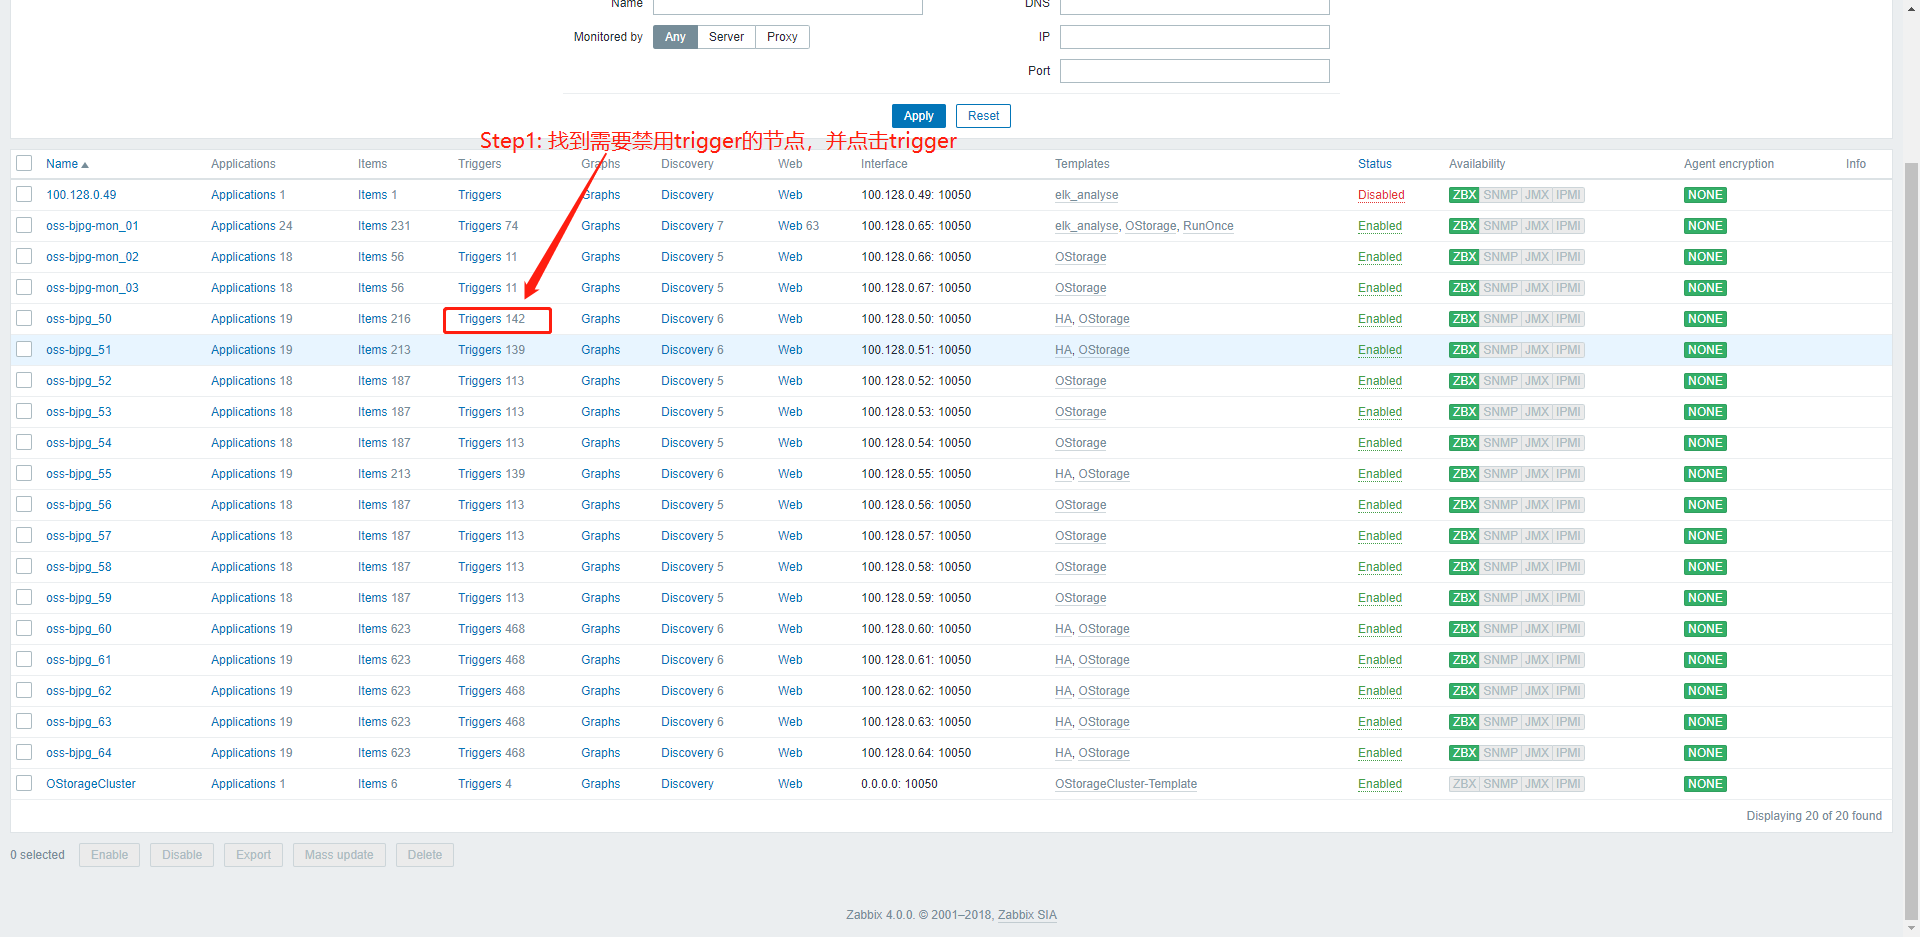 Name DNS
Monitored by Any Server Proxy IP
Port
Apply Reset
Step1: 找到需要禁用trigger的节点，并点击trigger
Name Applications Items Triggers Graphs Discovery Web Interface Templates Status Availability Agent encryption Info
100.128.0.49 Applications 1 Items 1 Triggers Graphs Discovery Web 100.128.0.49: 10050 elk_analyse Disabled ZBX SNMP JMX IPMI NONE
oss-bjpg-mon_01 Applications 24 Items 231 Triggers 74 Graphs Discovery 7 Web 63 100.128.0.65: 10050 elk_analyse, OStorage, RunOnce Enabled ZBX SNMP JMX IPMI NONE
oss-bjpg-mon_02 Applications 18 Items 56 Triggers 11 Graphs Discovery 5 Web 100.128.0.66: 10050 OStorage Enabled ZBX SNMP JMX IPMI NONE
oss-bjpg-mon_03 Applications 18 Items 56 Triggers 11 Graphs Discovery 5 Web 100.128.0.67: 10050 OStorage Enabled ZBX SNMP JMX IPMI NONE
oss-bjpg_50 Applications 19 Items 216 Triggers 142 Graphs Discovery 6 Web 100.128.0.50: 10050 HA, OStorage Enabled ZBX SNMP JMX IPMI NONE
oss-bjpg_51 Applications 19 Items 213 Triggers 139 Graphs Discovery 6 Web 100.128.0.51: 10050 HA, OStorage Enabled ZBX SNMP JMX IPMI NONE
oss-bjpg_52 Applications 18 Items 187 Triggers 113 Graphs Discovery 5 Web 100.128.0.52: 10050 OStorage Enabled ZBX SNMP JMX IPMI NONE
oss-bjpg_53 Applications 18 Items 187 Triggers 113 Graphs Discovery 5 Web 100.128.0.53: 10050 OStorage Enabled ZBX SNMP JMX IPMI NONE
oss-bjpg_54 Applications 18 Items 187 Triggers 113 Graphs Discovery 5 Web 100.128.0.54: 10050 OStorage Enabled ZBX SNMP JMX IPMI NONE
oss-bjpg_55 Applications 19 Items 213 Triggers 139 Graphs Discovery 6 Web 100.128.0.55: 10050 HA, OStorage Enabled ZBX SNMP JMX IPMI NONE
oss-bjpg_56 Applications 18 Items 187 Triggers 113 Graphs Discovery 5 Web 100.128.0.56: 10050 OStorage Enabled ZBX SNMP JMX IPMI NONE
oss-bjpg_57 Applications 18 Items 187 Triggers 113 Graphs Discovery 5 Web 100.128.0.57: 10050 OStorage Enabled ZBX SNMP JMX IPMI NONE
oss-bjpg_58 Applications 18 Items 187 Triggers 113 Graphs Discovery 5 Web 100.128.0.58: 10050 OStorage Enabled ZBX SNMP JMX IPMI NONE
oss-bjpg_59 Applications 18 Items 187 Triggers 113 Graphs Discovery 5 Web 100.128.0.59: 10050 OStorage Enabled ZBX SNMP JMX IPMI NONE
oss-bjpg_60 Applications 19 Items 623 Triggers 468 Graphs Discovery 6 Web 100.128.0.60: 10050 HA, OStorage Enabled ZBX SNMP JMX IPMI NONE
oss-bjpg_61 Applications 19 Items 623 Triggers 468 Graphs Discovery 6 Web 100.128.0.61: 10050 HA, OStorage Enabled ZBX SNMP JMX IPMI NONE
oss-bjpg_62 Applications 19 Items 623 Triggers 468 Graphs Discovery 6 Web 100.128.0.62: 10050 HA, OStorage Enabled ZBX SNMP JMX IPMI NONE
oss-bjpg_63 Applications 19 Items 623 Triggers 468 Graphs Discovery 6 Web 100.128.0.63: 10050 HA, OStorage Enabled ZBX SNMP JMX IPMI NONE
oss-bjpg_64 Applications 19 Items 623 Triggers 468 Graphs Discovery 6 Web 100.128.0.64: 10050 HA, OStorage Enabled ZBX SNMP JMX IPMI NONE
OStorageCluster Applications 1 Items 6 Triggers 4 Graphs Discovery Web 0.0.0.0: 10050 OStorageCluster-Template Enabled ZBX SNMP JMX IPMI NONE
Displaying 20 of 20 found
0 selected Enable Disable Export Mass update Delete
Zabbix 4.0.0. © 2001–2018, Zabbix SIA